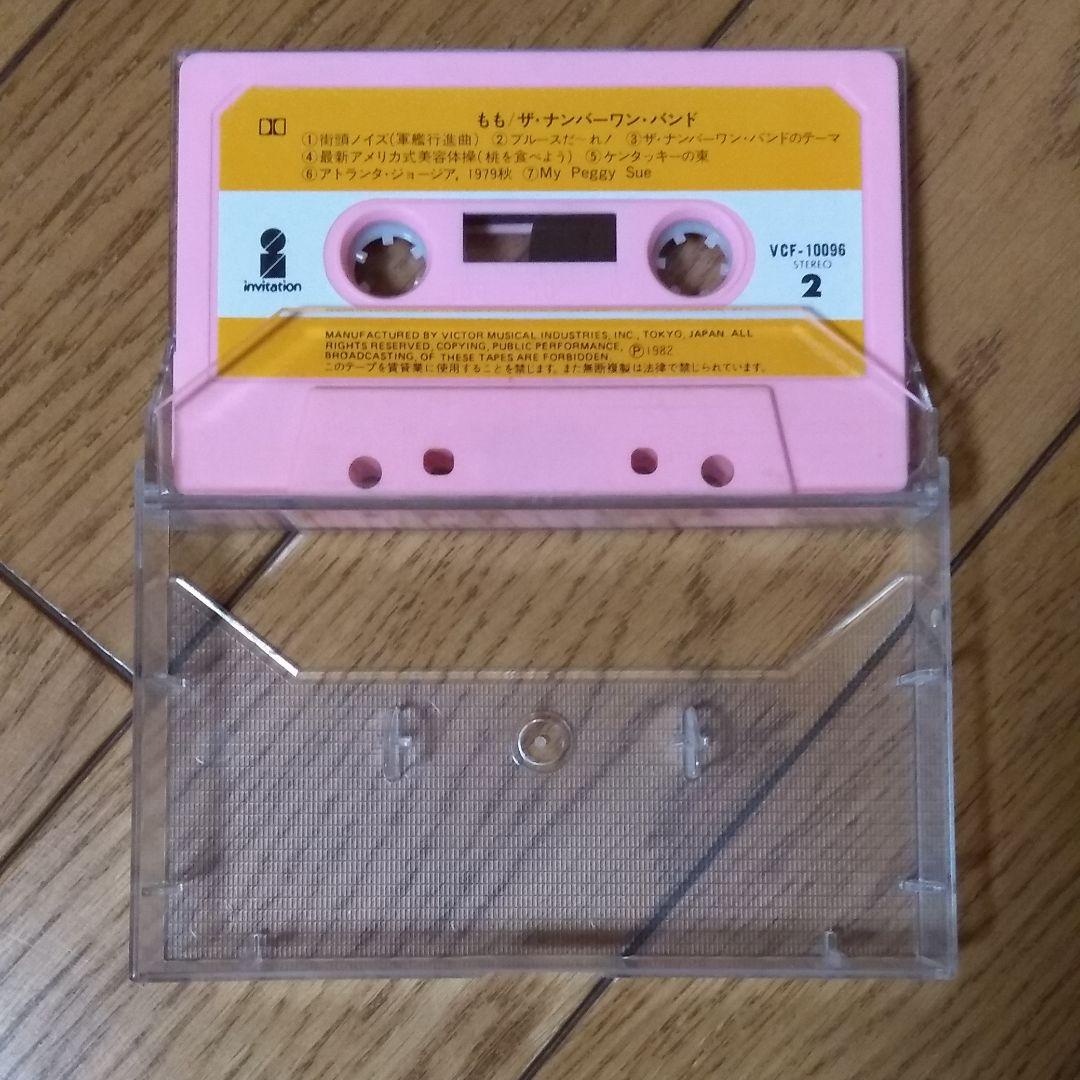 もも/ザ・ナンバーワン・バンド
①街頭ノイズ(軍艦行進曲) ②ブルースだ〜れ! ③ザ・ナンバーワン・バンドのテーマ
④最新アメリカ式美容体操(桃を食べよう) ⑤ケンタッキーの東
⑥アトランタ・ジョージア, 1979秋 ⑦My Peggy Sue
invitation
VCF-10096
STEREO
2
MANUFACTURED BY VICTOR MUSICAL INDUSTRIES, INC., TOKYO, JAPAN. ALL
RIGHTS RESERVED, COPYING, PUBLIC PERFORMANCE,
BROADCASTING, OF THESE TAPES ARE FORBIDDEN. Ⓟ1982
このテープを賃貸業に使用することを禁じます。また無断複製は法律で禁じられています。